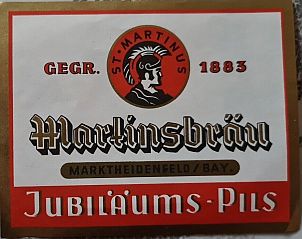 ST. MARTINUS
GEGR. 1883
Martinsbräu
MARKTHEIDENFELD/BAY.
JUBILÄUMS-PILS